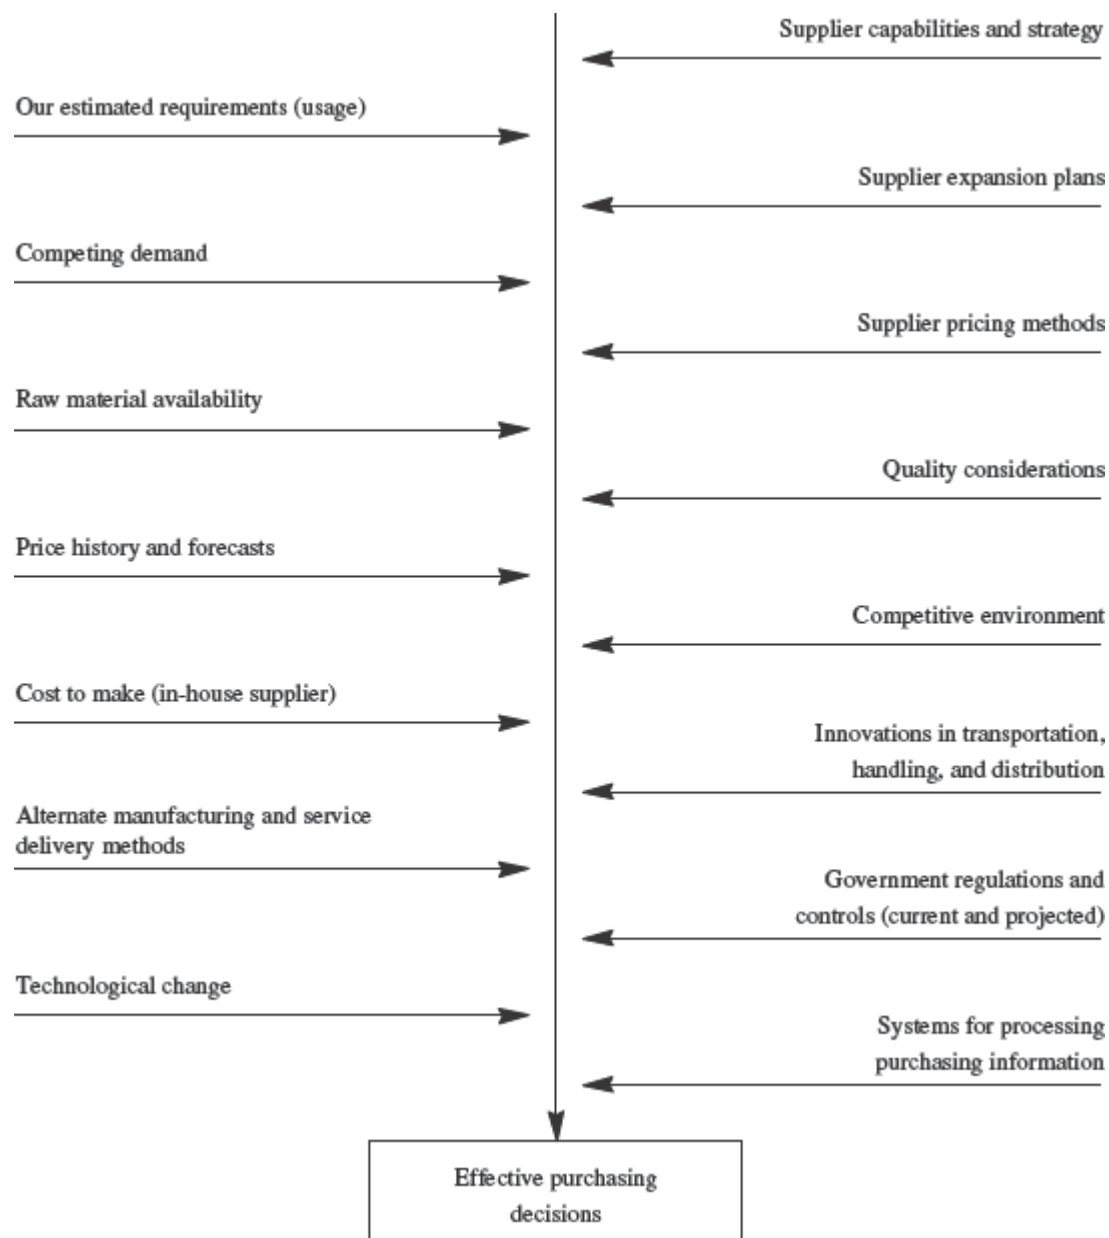 Supplier capabilities and strategy
Our estimated requirements (usage)
Supplier expansion plans
Competing demand
Supplier pricing methods
Raw material availability
Quality considerations
Price history and forecasts
Competitive environment
Cost to make (in-house supplier)
Innovations in transportation,
handling, and distribution
Alternate manufacturing and service
delivery methods
Government regulations and
controls (current and projected)
Technological change
Systems for processing
purchasing information
Effective purchasing
decisions